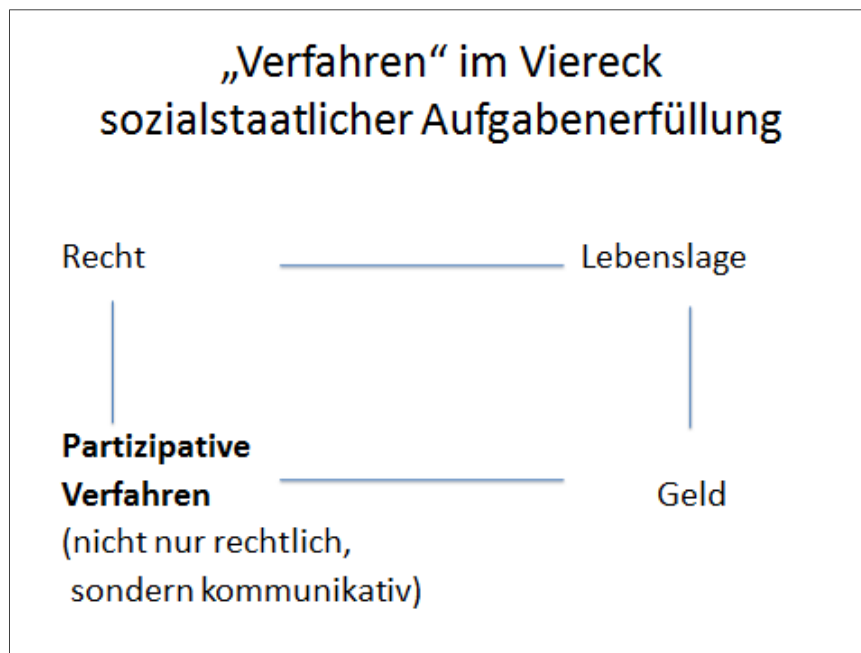 „Verfahren“ im Viereck
sozialstaatlicher Aufgabenerfüllung
Recht
Lebenslage
Partizipative
Verfahren
Geld
(nicht nur rechtlich,
sondern kommunikativ)